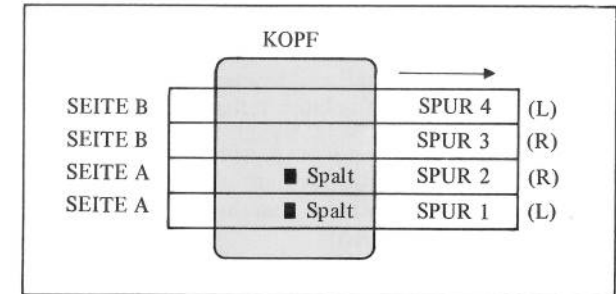 KOPF
SEITE B SPUR 4 (L)
SEITE B SPUR 3 (R)
SEITE A Spalt SPUR 2 (R)
SEITE A Spalt SPUR 1 (L)